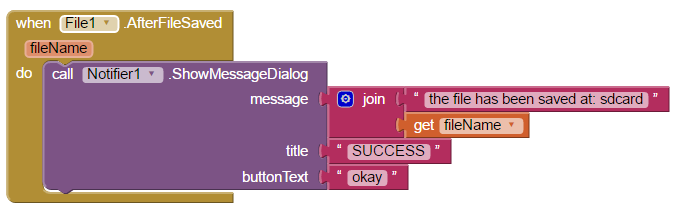 when File1 .AfterFileSaved
fileName
do call Notifier1 .ShowMessageDialog
message join “ the file has been saved at: sdcard ”
get fileName
title “ SUCCESS ”
buttonText “ okay ”